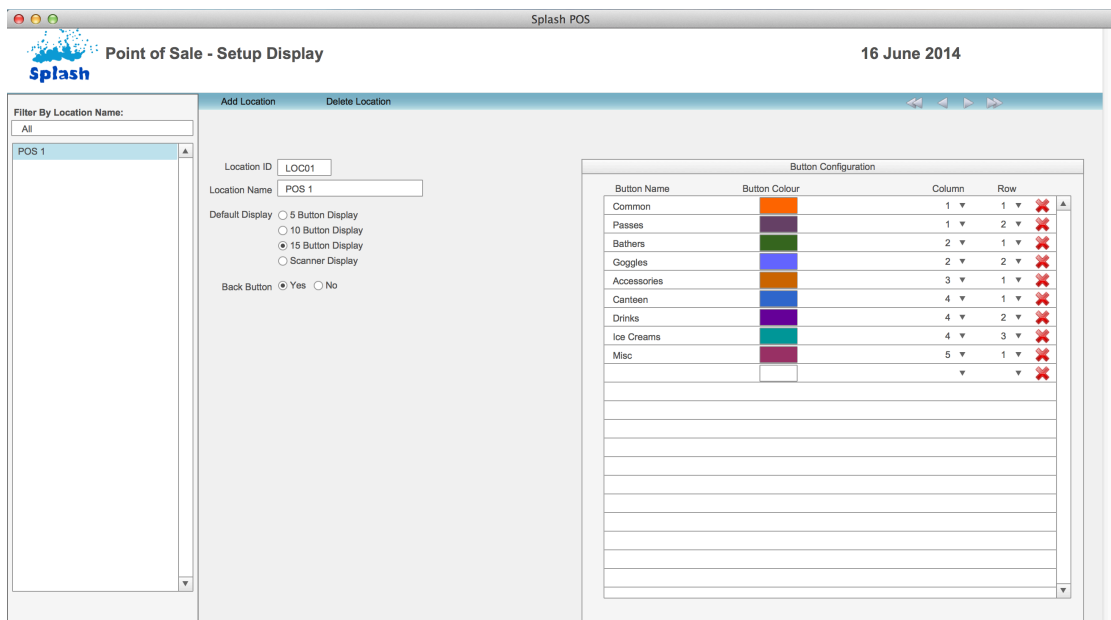 Splash POS
Splash
Point of Sale - Setup Display
16 June 2014
Add Location Delete Location
Filter By Location Name:
All
POS 1
Location ID LOC01
Location Name POS 1
Default Display 5 Button Display
10 Button Display
15 Button Display
Scanner Display
Back Button Yes No
Button Configuration
Button Name Button Colour Column Row
Common 1 1
Passes 1 2
Bathers 2 1
Goggles 2 2
Accessories 3 1
Canteen 4 1
Drinks 4 2
Ice Creams 4 3
Misc 5 1